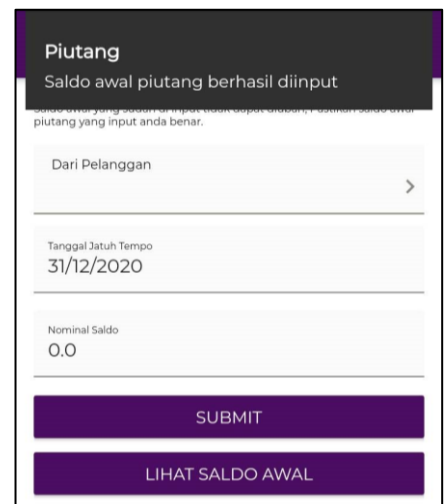 Piutang
Saldo awal piutang berhasil diinput
piutang yang input anda benar.
Dari Pelanggan
Tanggal Jatuh Tempo
31/12/2020
Nominal Saldo
0.0
SUBMIT
LIHAT SALDO AWAL